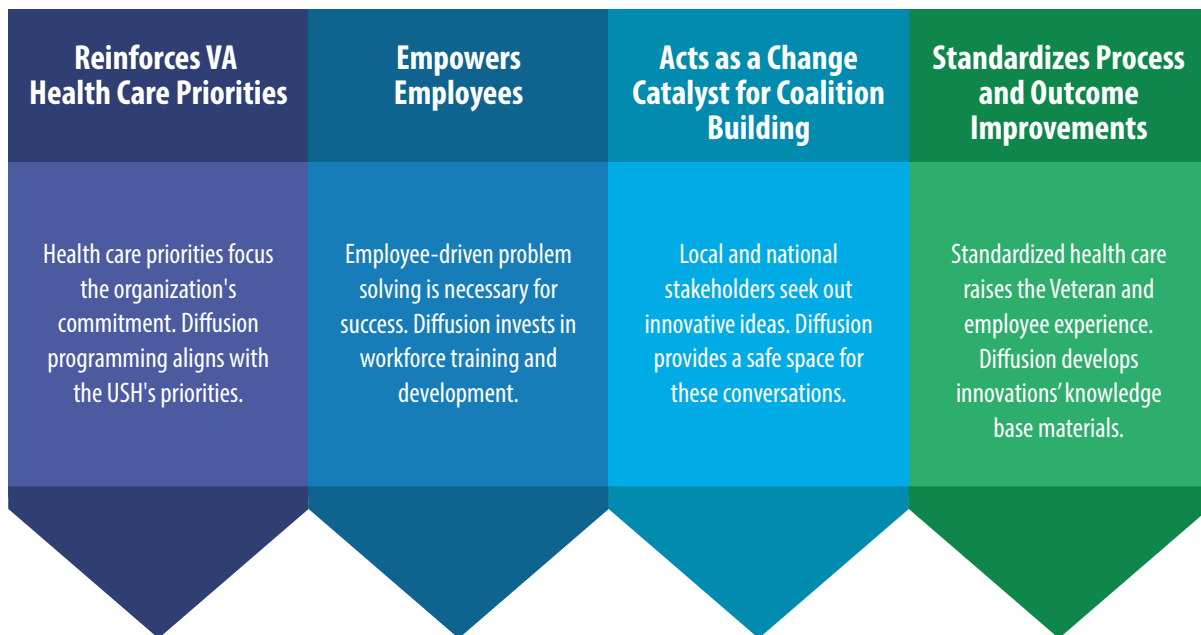 Reinforces VA
Health Care Priorities
Health care priorities focus
the organization's
commitment. Diffusion
programming aligns with
the USH's priorities.
Empowers
Employees
Employee-driven problem
solving is necessary for
success. Diffusion invests in
workforce training and
development.
Acts as a Change
Catalyst for Coalition
Building
Local and national
stakeholders seek out
innovative ideas. Diffusion
provides a safe space for
these conversations.
Standardizes Process
and Outcome
Improvements
Standardized health care
raises the Veteran and
employee experience.
Diffusion develops
innovations’ knowledge
base materials.